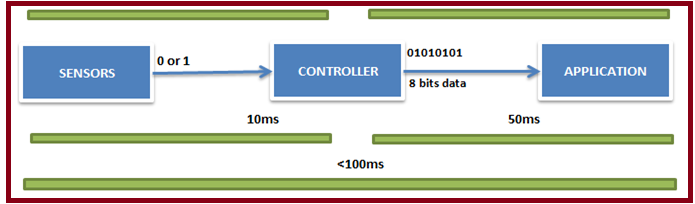 SENSORS
0 or 1
CONTROLLER
01010101
8 bits data
APPLICATION
10ms
50ms
<100ms